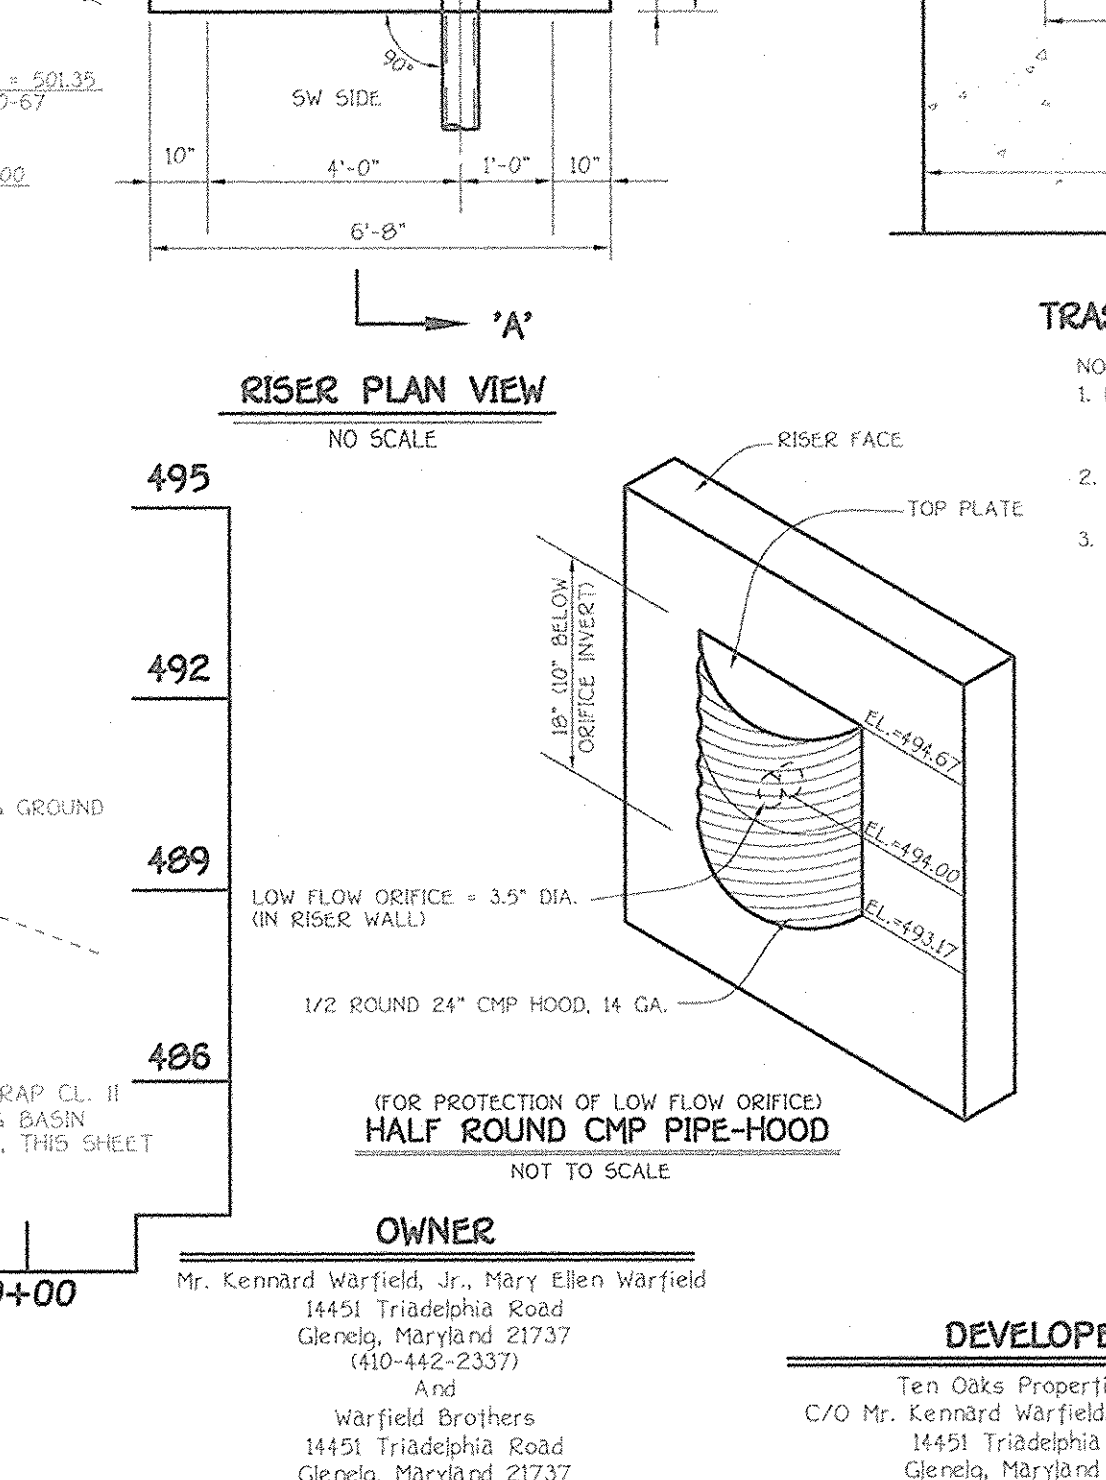 = 501.35
0-67
00
90°
SW SIDE
10"
4'-0"
1'-0"
10"
6'-8"
'A'
RISER PLAN VIEW
NO SCALE
495
492
489
486
GROUND
RAP CL. II
BASIN
, THIS SHEET
+00
TRAS
NO
1.
2.
3.
RISER FACE
TOP PLATE
18" (10" BELOW
ORIFICE INVERT)
EL.=494.67
EL.=494.00
EL.=493.17
LOW FLOW ORIFICE = 3.5" DIA.
(IN RISER WALL)
1/2 ROUND 24" CMP HOOD, 14 GA.
(FOR PROTECTION OF LOW FLOW ORIFICE)
HALF ROUND CMP PIPE-HOOD
NOT TO SCALE
OWNER
Mr. Kennard Warfield, Jr., Mary Ellen Warfield
14451 Triadelphia Road
Glenelg, Maryland 21737
(410-442-2337)
And
Warfield Brothers
14451 Triadelphia Road
Glenelg, Maryland 21737
DEVELOPE
Ten Oaks Properti
C/O Mr. Kennard Warfield,
14451 Triadelphia
Glenelg, Maryland